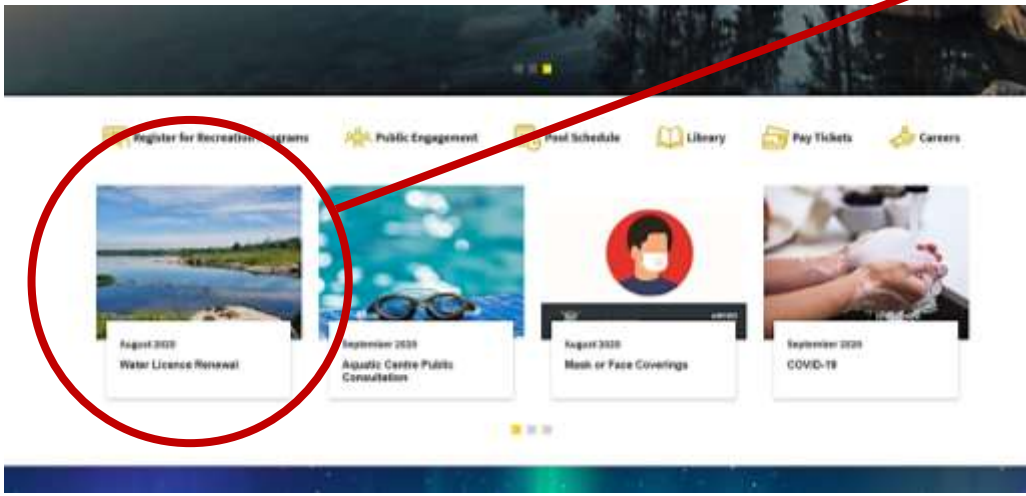 Register for Recreation Programs
Public Engagement
Pool Schedule
Library
Pay Tickets
Careers
August 2020
Water Licence Renewal
September 2020
Aquatic Centre Public
Consultation
August 2020
Mask or Face Coverings
September 2020
COVID-19